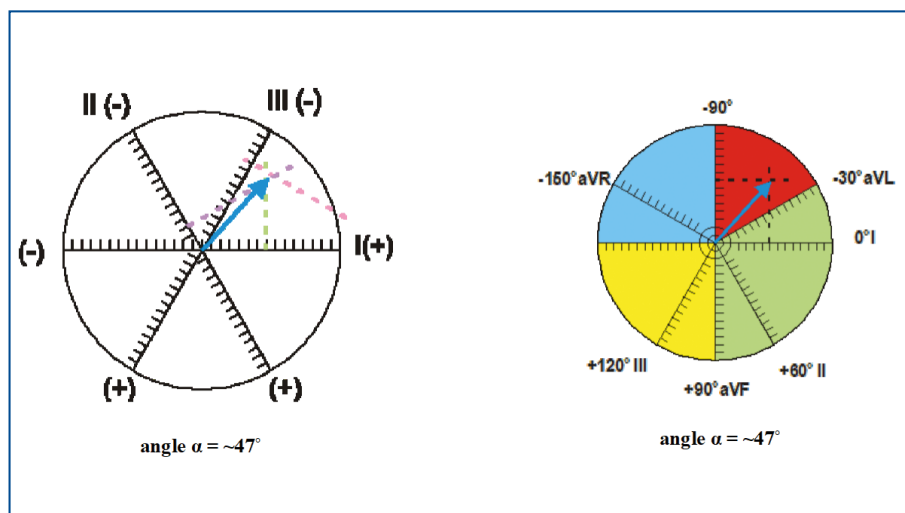 II (-)
III (-)
(-)
I(+)
(+)
(+)
angle α = ~47°
-90°
-150°aVR
-30°aVL
0°I
+120° III
+60° II
+90°aVF
angle α = ~47°